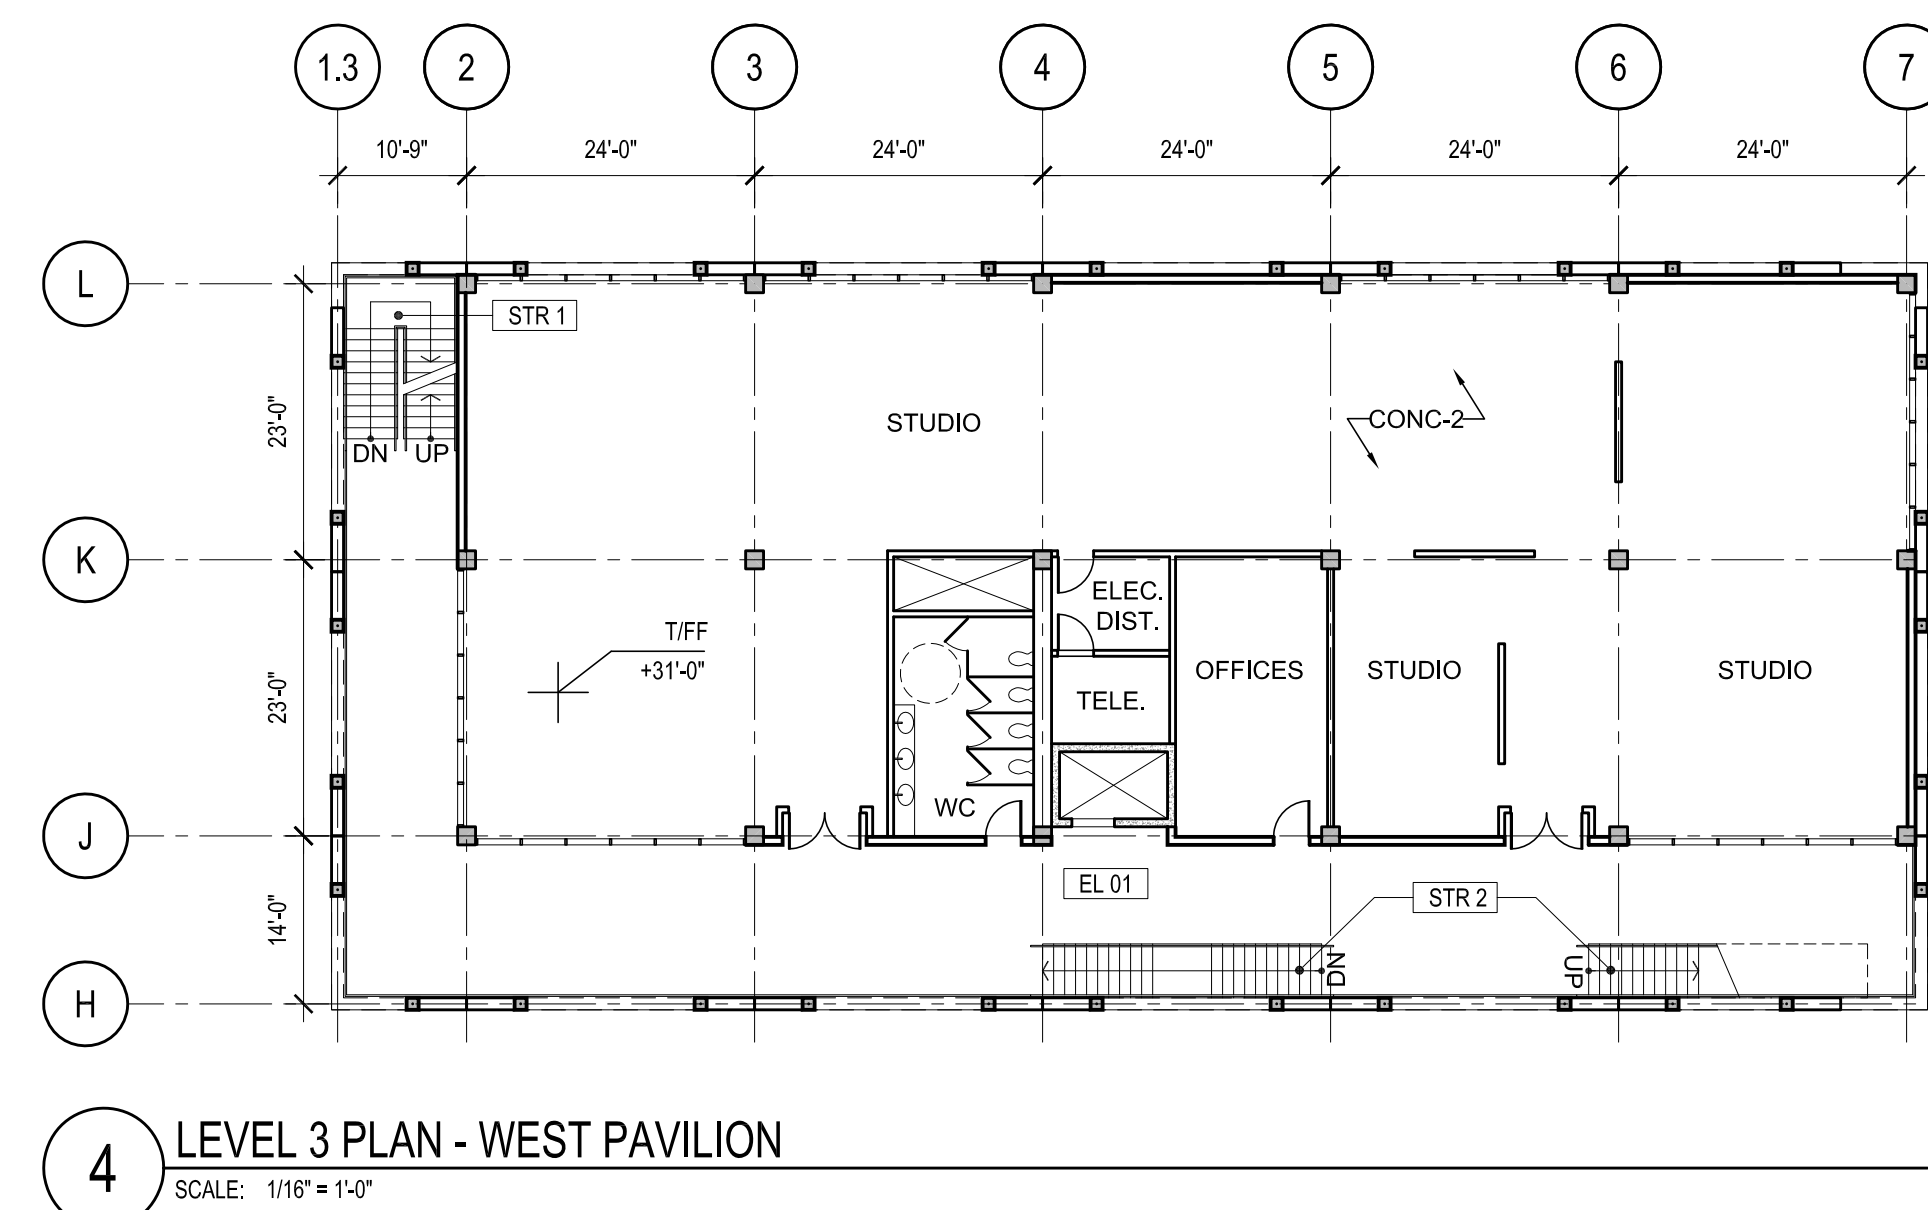 1.3 2 3 4 5 6 7
10'-9" 24'-0" 24'-0" 24'-0" 24'-0" 24'-0"
L
STR 1
23'-0"
STUDIO
CONC-2
DN UP
K
ELEC.
DIST.
T/FF
+31'-0"
23'-0"
OFFICES
STUDIO
STUDIO
TELE.
WC
J
EL 01
STR 2
14'-0"
DN
UP
H
4
LEVEL 3 PLAN - WEST PAVILION
SCALE: 1/16" = 1'-0"